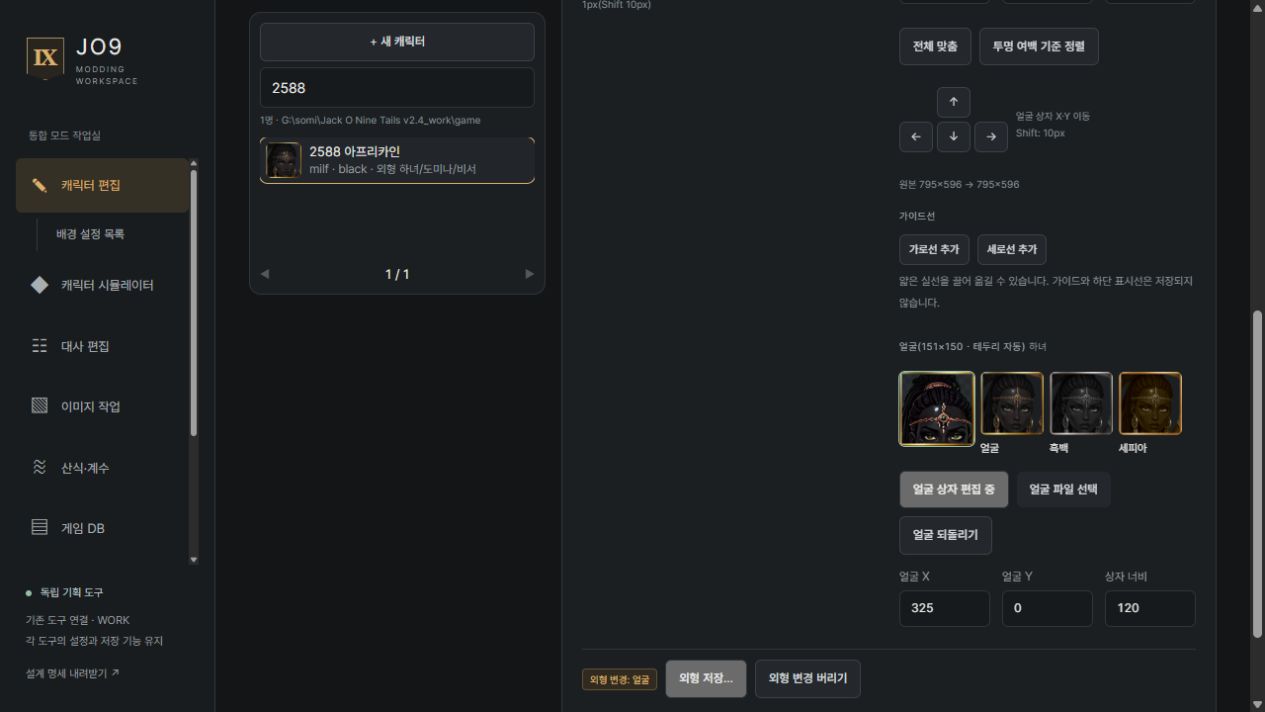 IX
JO9
MODDING
WORKSPACE
통합 모드 작업실
캐릭터 편집
배경 설정 목록
캐릭터 시뮬레이터
대사 편집
이미지 작업
산식·계수
게임 DB
독립 기획 도구
기존 도구 연결 · WORK
각 도구의 설정과 저장 기능 유지
설계 명세 내려받기 ↗
+ 새 캐릭터
2588
1명 · G:\somi\Jack O Nine Tails v2.4_work\game
2588 아프리카인
milf · black · 외형 하녀/도미나/비서
◀ 1 / 1 ▶
1px(Shift 10px)
전체 맞춤 투명 여백 기준 정렬
↑
← ↓ →
얼굴 상자 X·Y 이동
Shift: 10px
원본 795×596 → 795×596
가이드선
가로선 추가 세로선 추가
얇은 실선을 끌어 옮길 수 있습니다. 가이드와 하단 표시선은 저장되지
않습니다.
얼굴(151×150 · 테두리 자동) 하녀
얼굴 흑백 세피아
얼굴 상자 편집 중 얼굴 파일 선택
얼굴 되돌리기
얼굴 X 얼굴 Y 상자 너비
325 0 120
외형 변경: 얼굴 외형 저장... 외형 변경 버리기